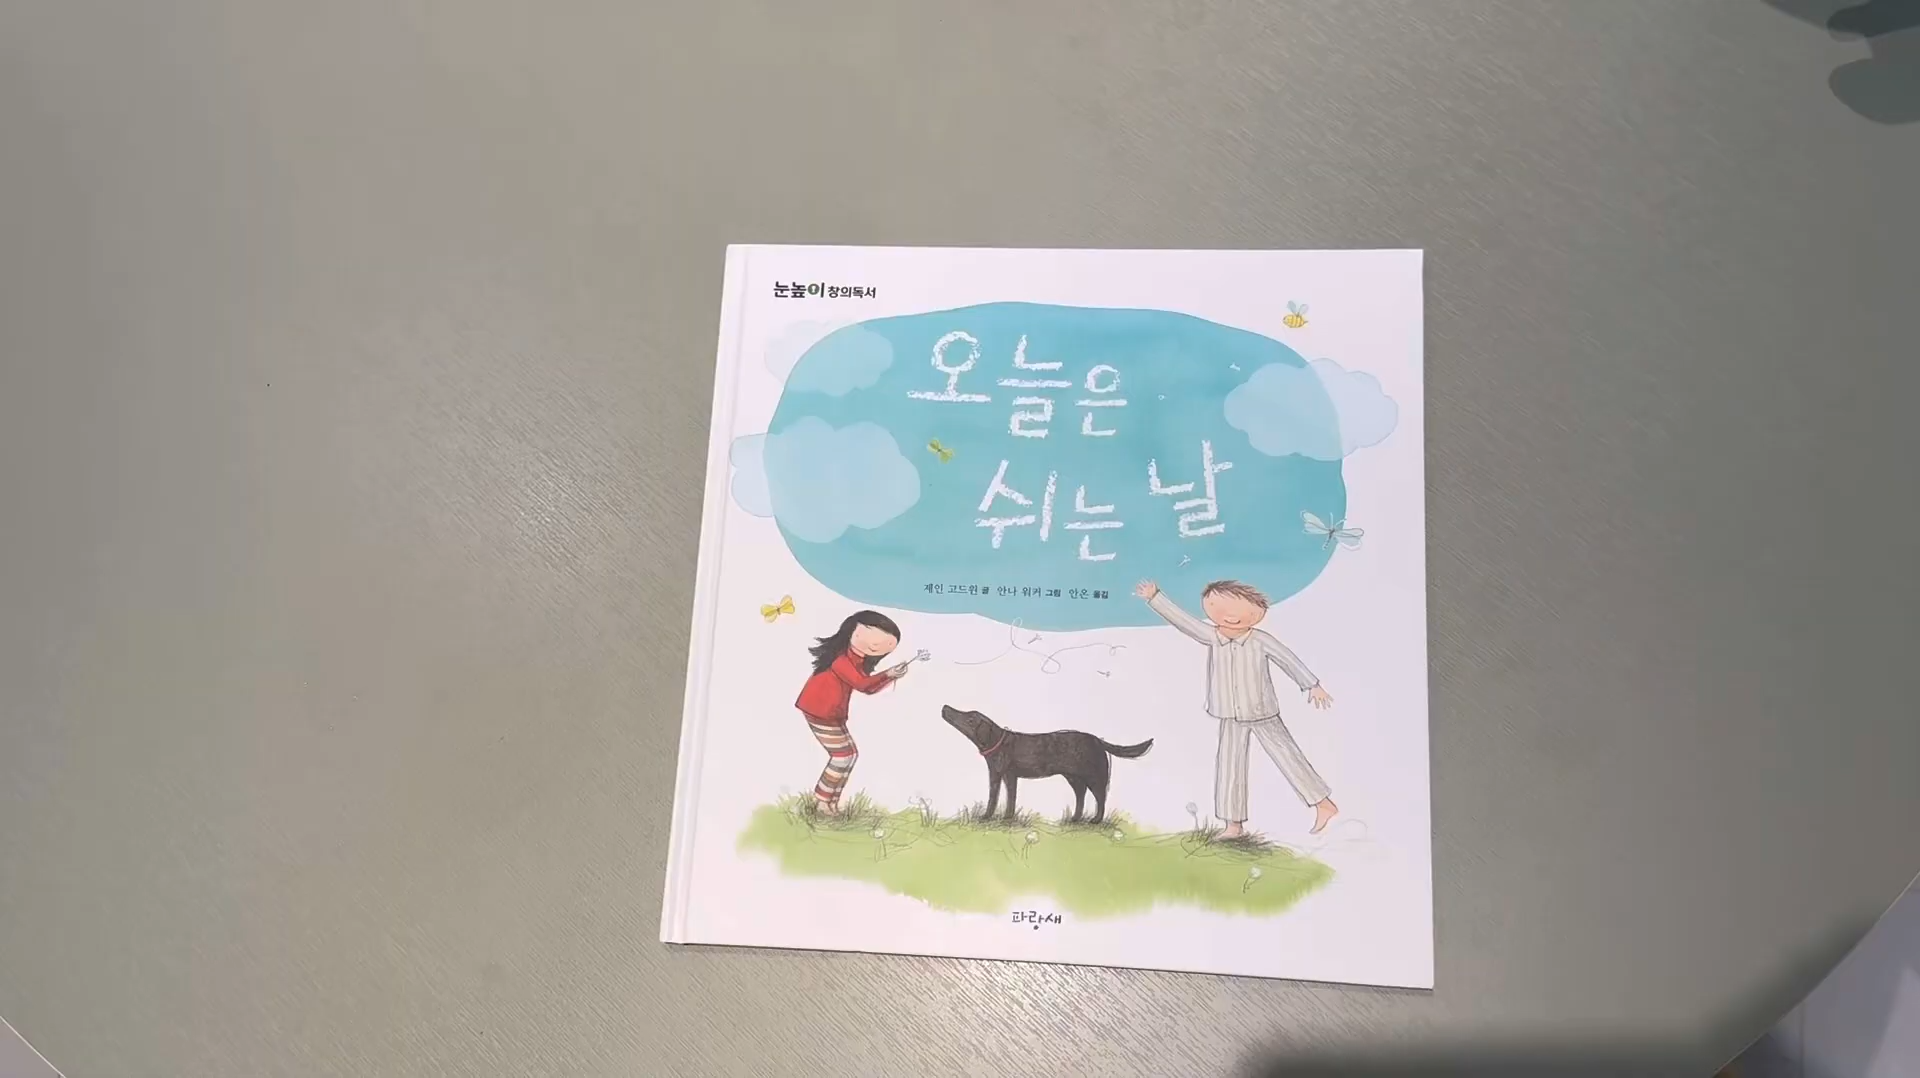 눈높이 창의독서
오늘은
쉬는 날
제인 고드윈 글 안나 워커 그림 안온 옮김
파랑새